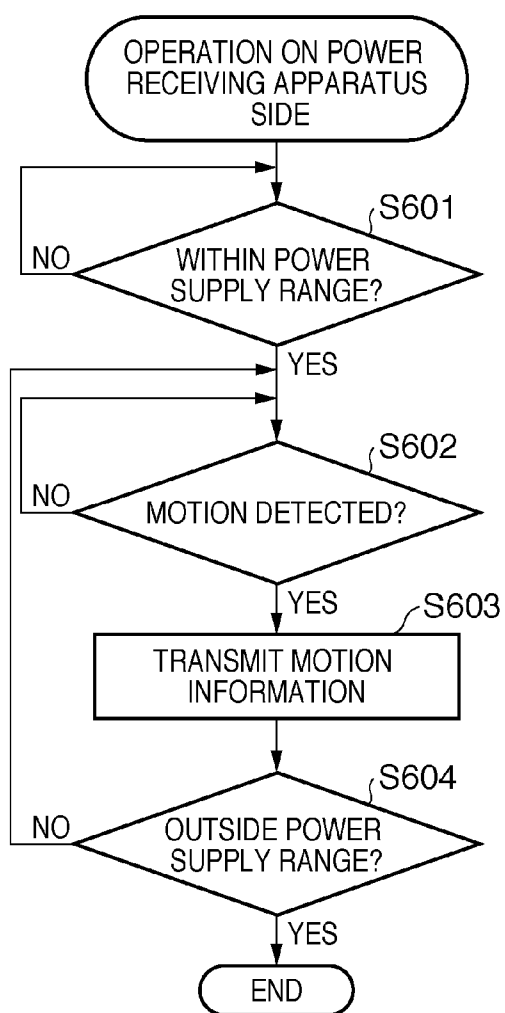 OPERATION ON POWER
RECEIVING APPARATUS
SIDE
S601
NO
WITHIN POWER
SUPPLY RANGE?
YES
S602
NO
MOTION DETECTED?
YES
S603
TRANSMIT MOTION
INFORMATION
S604
NO
OUTSIDE POWER
SUPPLY RANGE?
YES
END